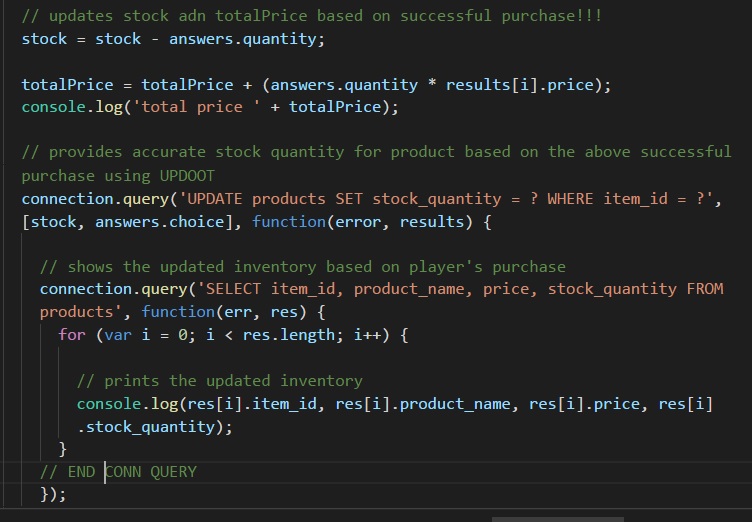 // updates stock adn totalPrice based on successful purchase!!!
stock = stock - answers.quantity;
totalPrice = totalPrice + (answers.quantity * results[i].price);
console.log('total price ' + totalPrice);
// provides accurate stock quantity for product based on the above successful
purchase using UPDOOT
connection.query('UPDATE products SET stock_quantity = ? WHERE item_id = ?',
[stock, answers.choice], function(error, results) {
// shows the updated inventory based on player's purchase
connection.query('SELECT item_id, product_name, price, stock_quantity FROM
products', function(err, res) {
for (var i = 0; i < res.length; i++) {
// prints the updated inventory
console.log(res[i].item_id, res[i].product_name, res[i].price, res[i]
.stock_quantity);
}
// END CONN QUERY
});